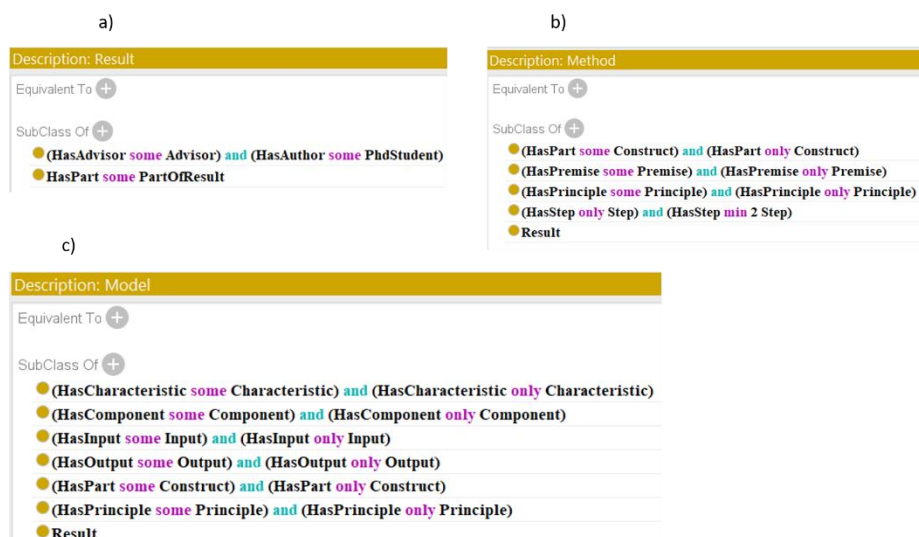 a)
Description: Result
Equivalent To
SubClass Of
(HasAdvisor some Advisor) and (HasAuthor some PhdStudent)
HasPart some PartOfResult
b)
Description: Method
Equivalent To
SubClass Of
(HasPart some Construct) and (HasPart only Construct)
(HasPremise some Premise) and (HasPremise only Premise)
(HasPrinciple some Principle) and (HasPrinciple only Principle)
(HasStep only Step) and (HasStep min 2 Step)
Result
c)
Description: Model
Equivalent To
SubClass Of
(HasCharacteristic some Characteristic) and (HasCharacteristic only Characteristic)
(HasComponent some Component) and (HasComponent only Component)
(HasInput some Input) and (HasInput only Input)
(HasOutput some Output) and (HasOutput only Output)
(HasPart some Construct) and (HasPart only Construct)
(HasPrinciple some Principle) and (HasPrinciple only Principle)
Result